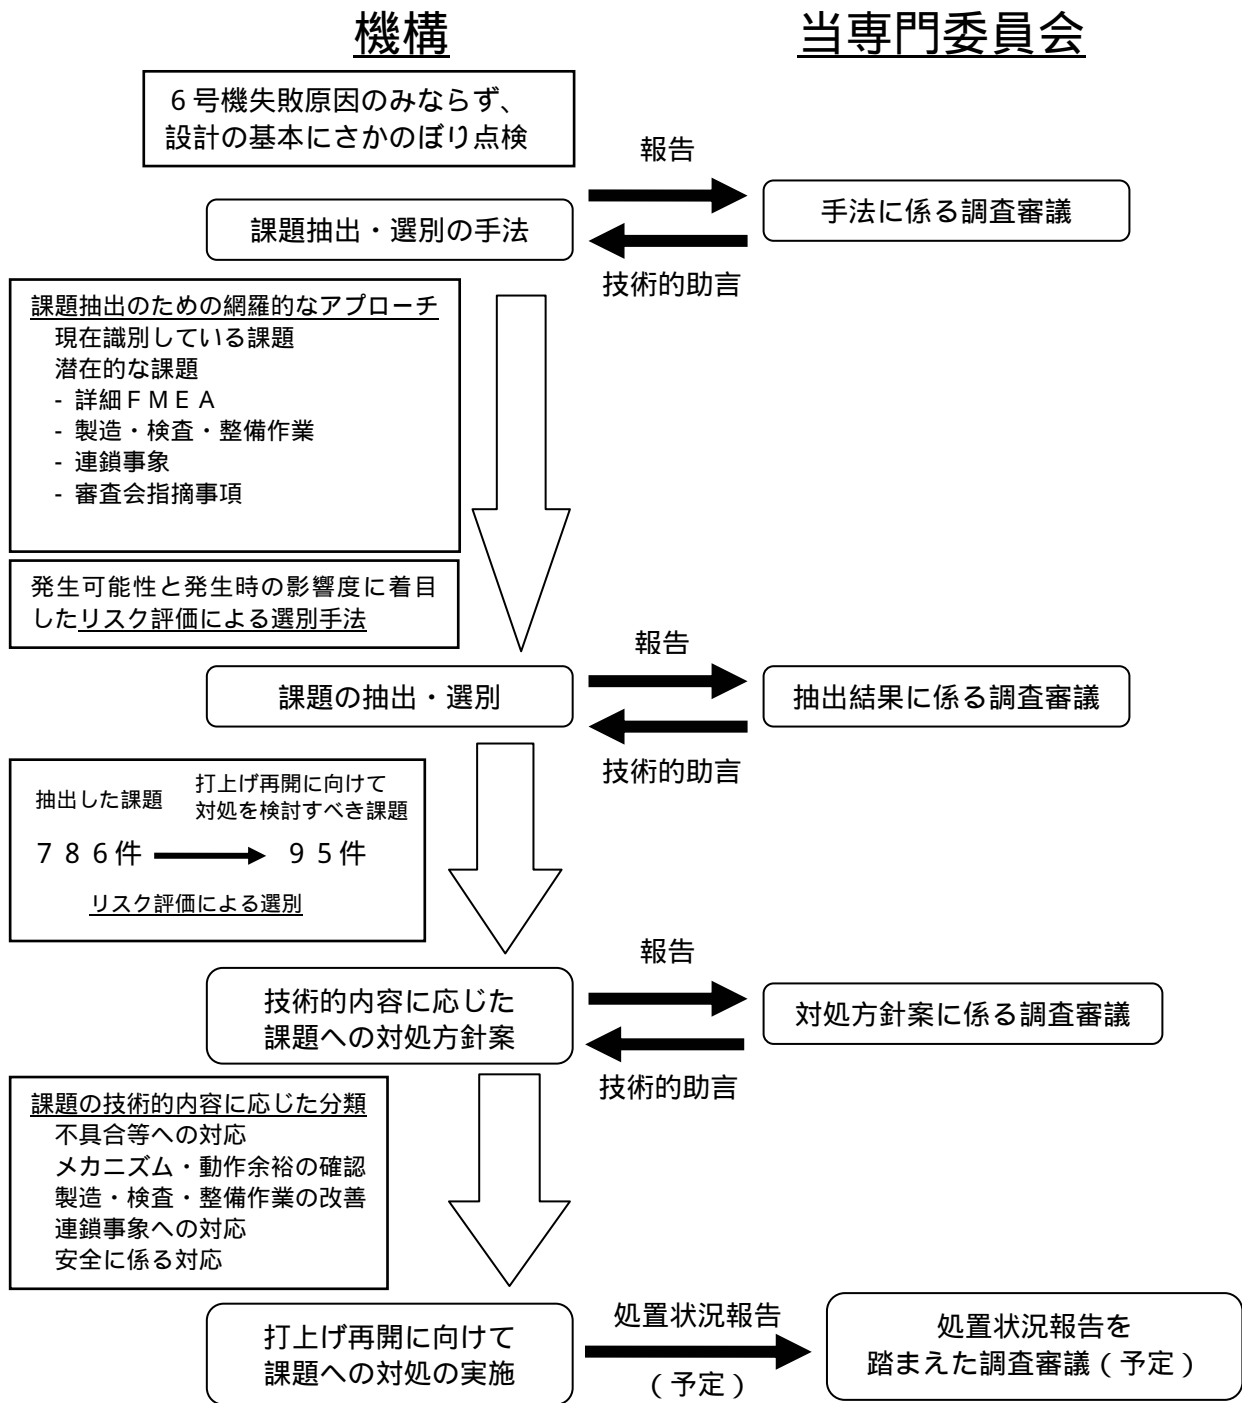 機構
当専門委員会
６号機失敗原因のみならず、
設計の基本にさかのぼり点検
報告
課題抽出・選別の手法
手法に係る調査審議
技術的助言
課題抽出のための網羅的なアプローチ
現在識別している課題
潜在的な課題
- 詳細ＦＭＥＡ
- 製造・検査・整備作業
- 連鎖事象
- 審査会指摘事項
発生可能性と発生時の影響度に着目
したリスク評価による選別手法
報告
課題の抽出・選別
抽出結果に係る調査審議
技術的助言
抽出した課題
打上げ再開に向けて
対処を検討すべき課題
７８６件
９５件
リスク評価による選別
報告
技術的内容に応じた
課題への対処方針案
対処方針案に係る調査審議
技術的助言
課題の技術的内容に応じた分類
不具合等への対応
メカニズム・動作余裕の確認
製造・検査・整備作業の改善
連鎖事象への対応
安全に係る対応
打上げ再開に向けて
課題への対処の実施
処置状況報告
（予定）
処置状況報告を
踏まえた調査審議（予定）